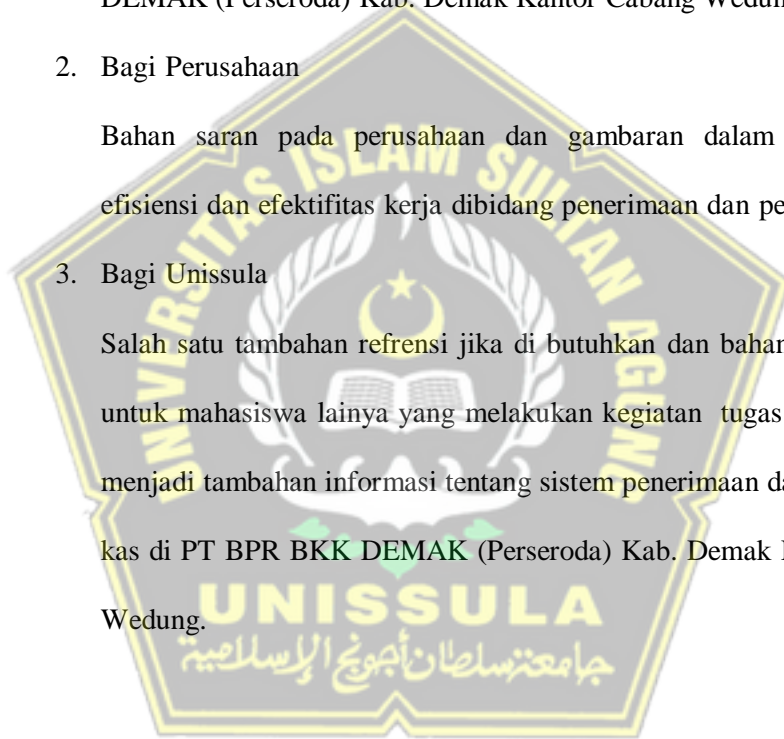 DEMAK (Perseroda) Kab. Demak Kantor Cabang Wedun
2. Bagi Perusahaan
Bahan saran pada perusahaan dan gambaran dalam
efisiensi dan efektifitas kerja dibidang penerimaan dan pe
3. Bagi Unissula
Salah satu tambahan refrensi jika di butuhkan dan bahan
untuk mahasiswa lainya yang melakukan kegiatan tugas
menjadi tambahan informasi tentang sistem penerimaan da
kas di PT BPR BKK DEMAK (Perseroda) Kab. Demak
Wedung.
UNIVERSITAS ISLAM SULTAN AGUNG
UNISSULA
جامعتنسلطان أجونج الإسلامية